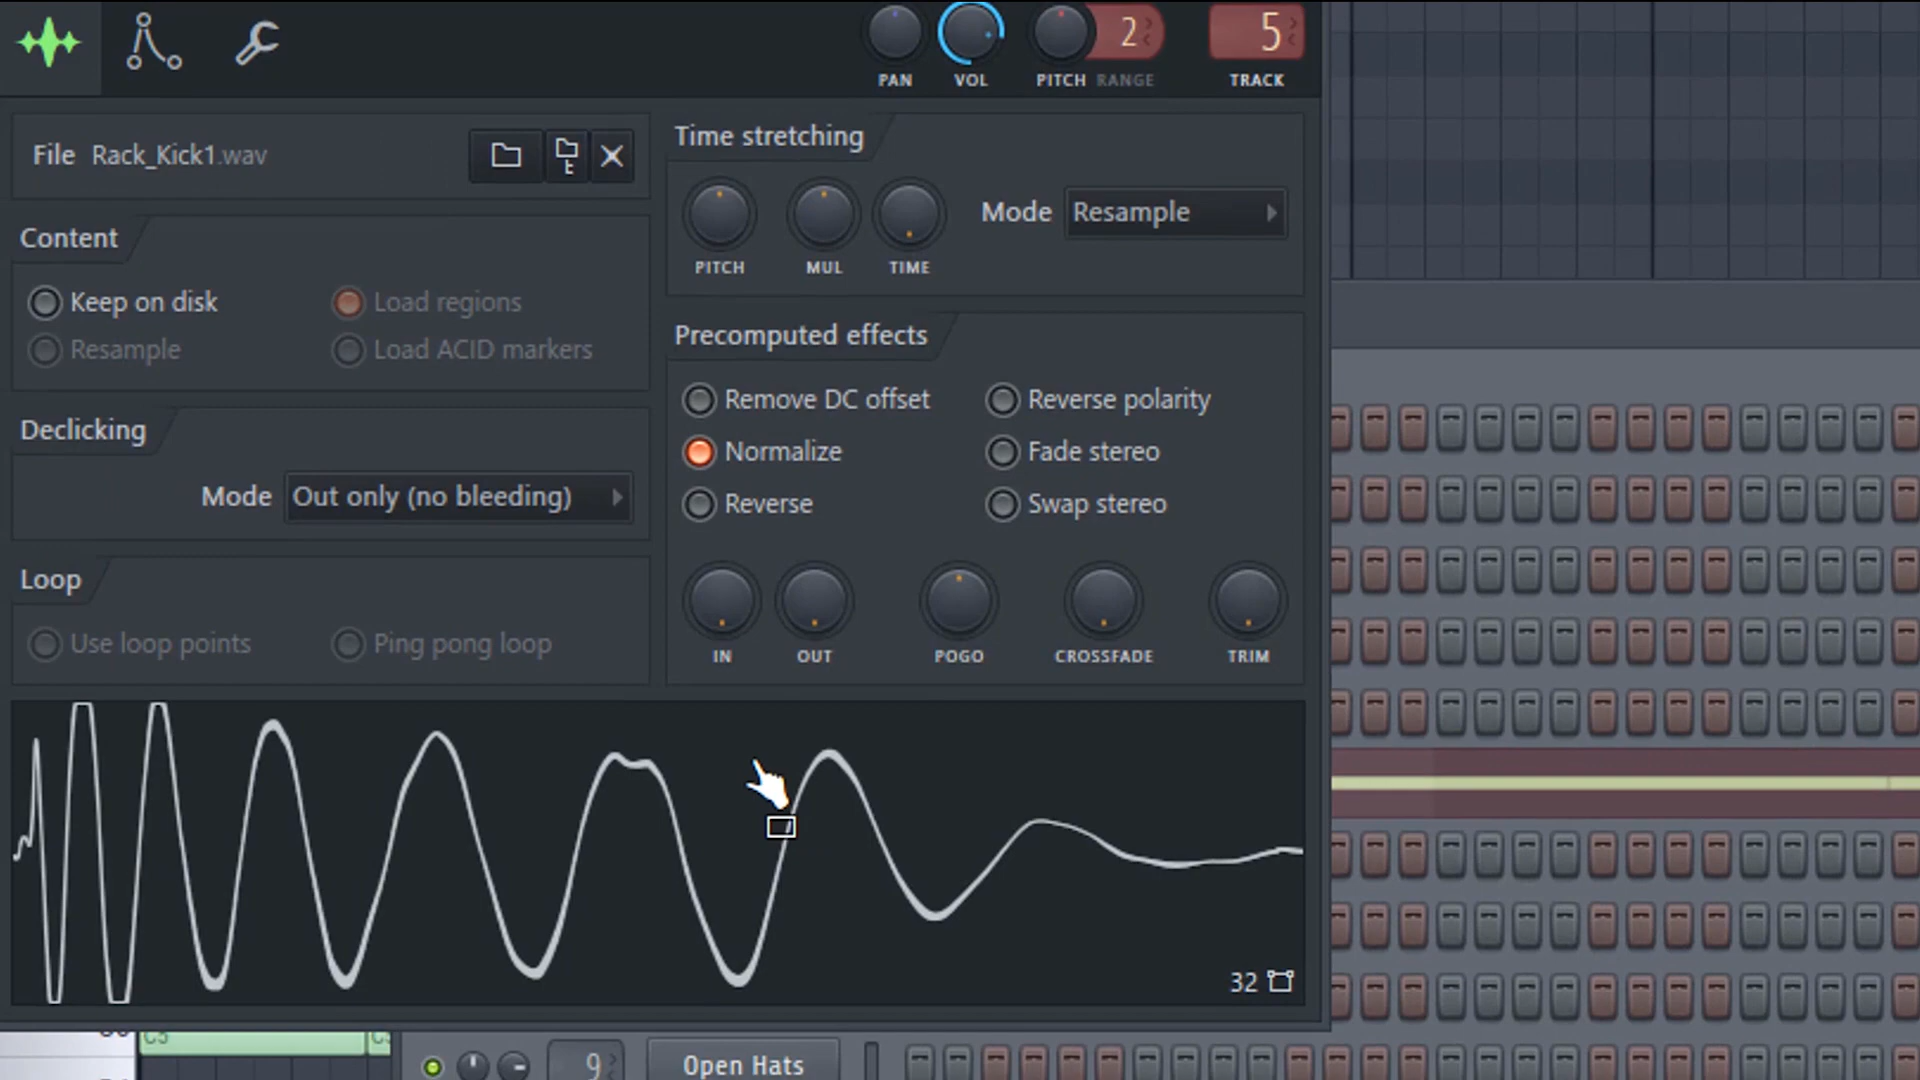 2
5
PAN
VOL
PITCH
RANGE
TRACK
File Rack_Kick1.wav
Time stretching
Mode Resample
PITCH
MUL
TIME
Content
Keep on disk
Load regions
Resample
Load ACID markers
Precomputed effects
Remove DC offset
Reverse polarity
Normalize
Fade stereo
Reverse
Swap stereo
Declicking
Mode Out only (no bleeding)
Loop
Use loop points
Ping pong loop
IN
OUT
POGO
CROSSFADE
TRIM
32
C5
9
Open Hats